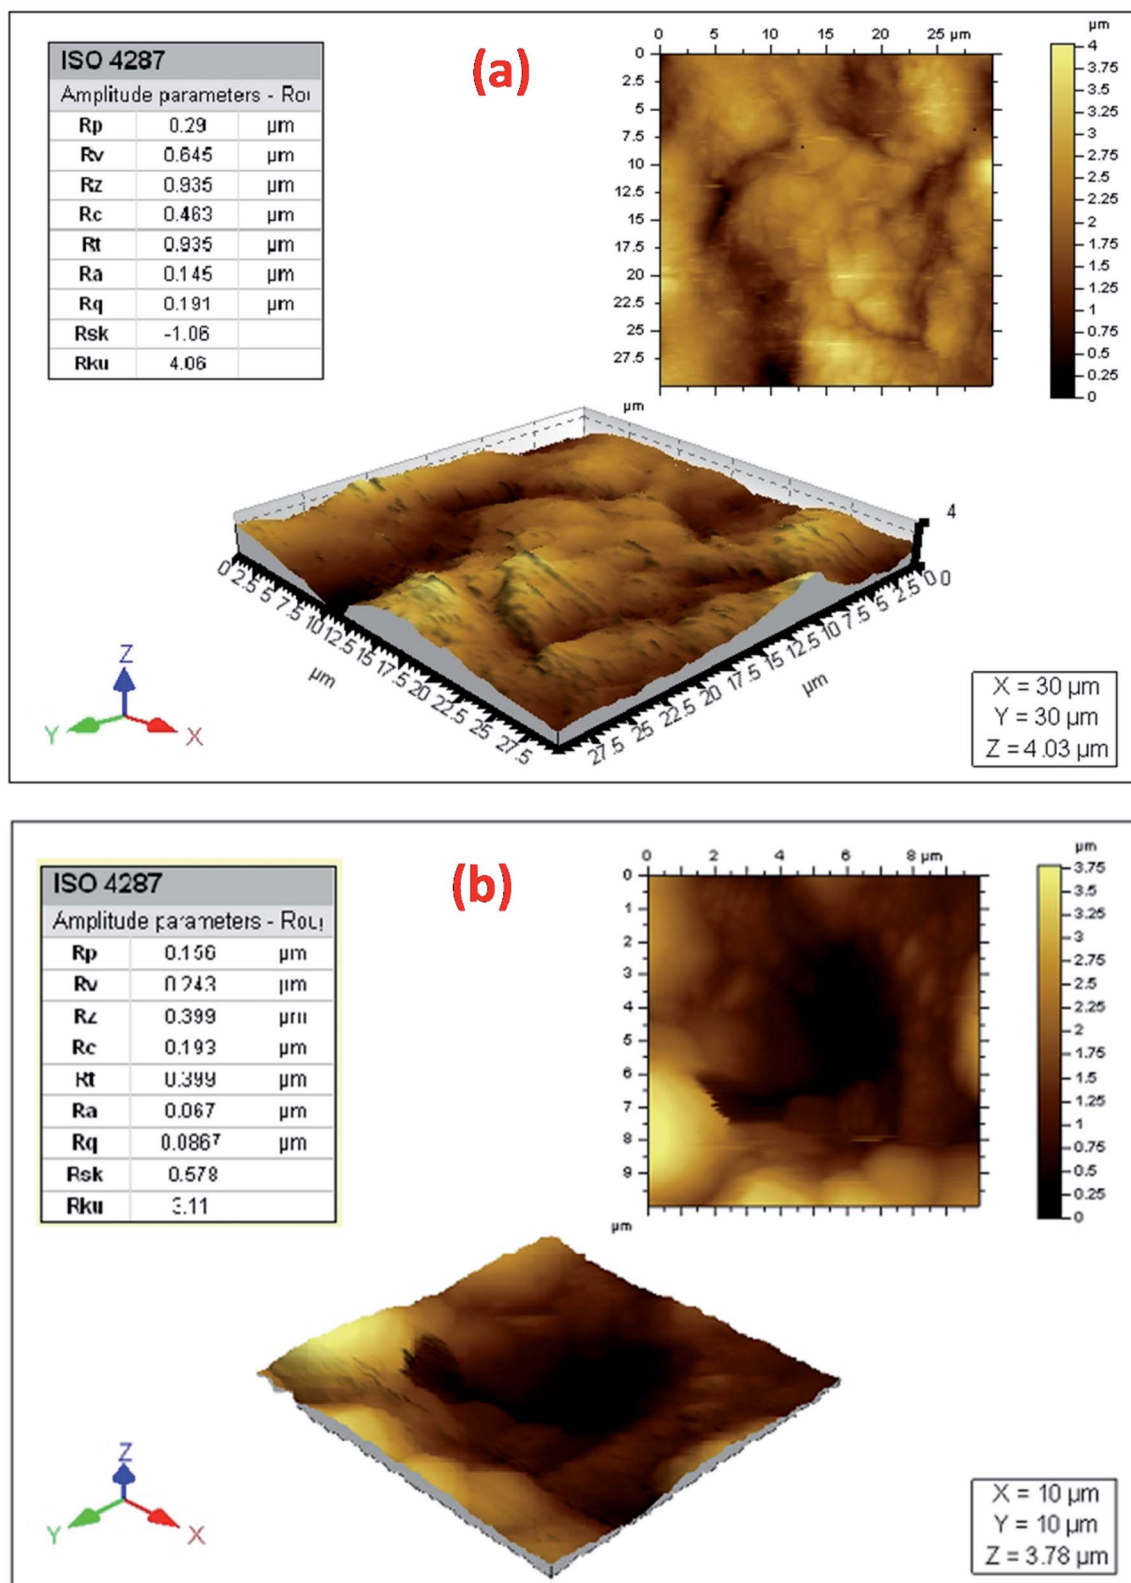 (a)
ISO 4287
Amplitude parameters - Rou
Rp 0.29 µm
Rv 0.645 µm
Rz 0.935 µm
Rc 0.463 µm
Rt 0.935 µm
Ra 0.145 µm
Rq 0.191 µm
Rsk -1.06
Rku 4.06
0 5 10 15 20 25 µm
0
2.5
5
7.5
10
12.5
15
17.5
20
22.5
25
27.5
µm
µm
4
3.75
3.5
3.25
3
2.75
2.5
2.25
2
1.75
1.5
1.25
1
0.75
0.5
0.25
0
4
0
0 2.5 5 7.5 10 12.5 15 17.5 20 22.5 25 27.5
µm
27.5 25 22.5 20 17.5 15 12.5 10 7.5 5 2.5 0
µm
Z
Y X
X = 30 µm
Y = 30 µm
Z = 4.03 µm
(b)
ISO 4287
Amplitude parameters - Roug
Rp 0.156 µm
Rv 0.243 µm
Rz 0.399 µm
Rc 0.193 µm
Rt 0.399 µm
Ra 0.067 µm
Rq 0.0867 µm
Rsk 0.578
Rku 3.11
0 2 4 6 8 µm
0
1
2
3
4
5
6
7
8
9
µm
µm
3.75
3.5
3.25
3
2.75
2.5
2.25
2
1.75
1.5
1.25
1
0.75
0.5
0.25
0
Z
Y X
X = 10 µm
Y = 10 µm
Z = 3.78 µm